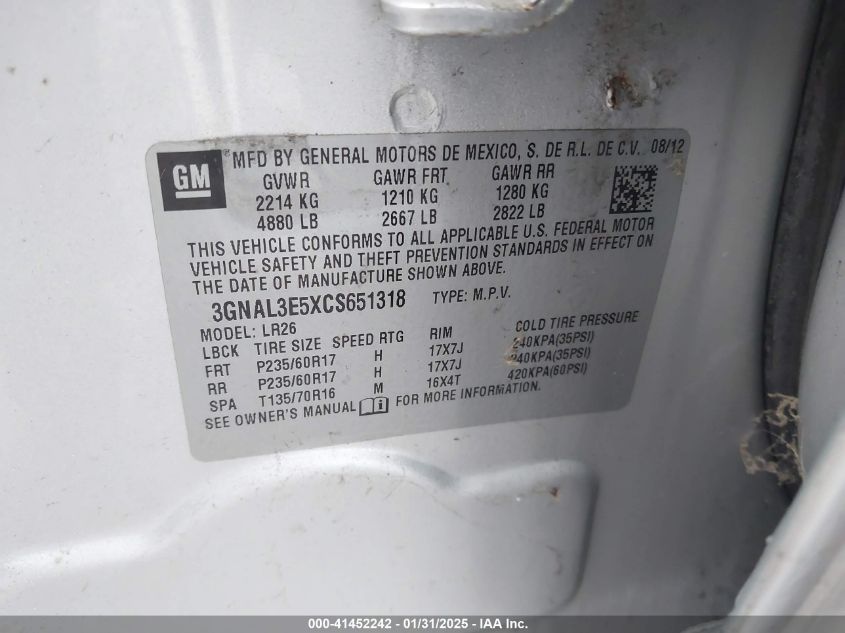 GM
® MFD BY GENERAL MOTORS DE MEXICO, S. DE R.L. DE C.V. 08/12
GVWR GAWR FRT GAWR RR
2214 KG 1210 KG 1280 KG
4880 LB 2667 LB 2822 LB
THIS VEHICLE CONFORMS TO ALL APPLICABLE U.S. FEDERAL MOTOR
VEHICLE SAFETY AND THEFT PREVENTION STANDARDS IN EFFECT ON
THE DATE OF MANUFACTURE SHOWN ABOVE.
3GNAL3E5XCS651318 TYPE: M.P.V.
MODEL: LR26
LBCK TIRE SIZE SPEED RTG RIM COLD TIRE PRESSURE
FRT P235/60R17 H 17X7J 240KPA(35PSI)
RR P235/60R17 H 17X7J 240KPA(35PSI)
SPA T135/70R16 M 16X4T 420KPA(60PSI)
SEE OWNER'S MANUAL FOR MORE INFORMATION.
000-41452242 - 01/31/2025 - IAA Inc.